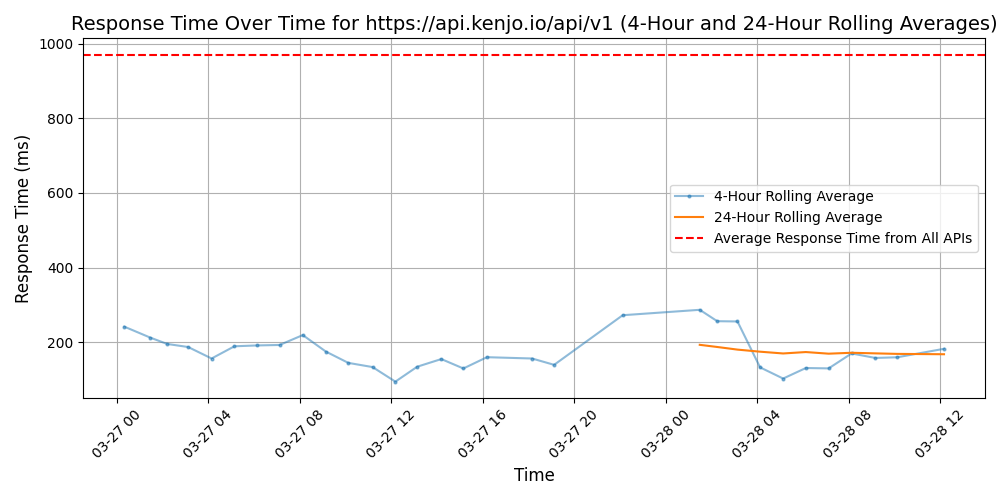 Response Time Over Time for https://api.kenjo.io/api/v1 (4-Hour and 24-Hour Rolling Averages)
Response Time (ms)
1000
800
600
400
200
4-Hour Rolling Average
24-Hour Rolling Average
Average Response Time from All APIs
03-27 00
03-27 04
03-27 08
03-27 12
03-27 16
03-27 20
03-28 00
03-28 04
03-28 08
03-28 12
Time